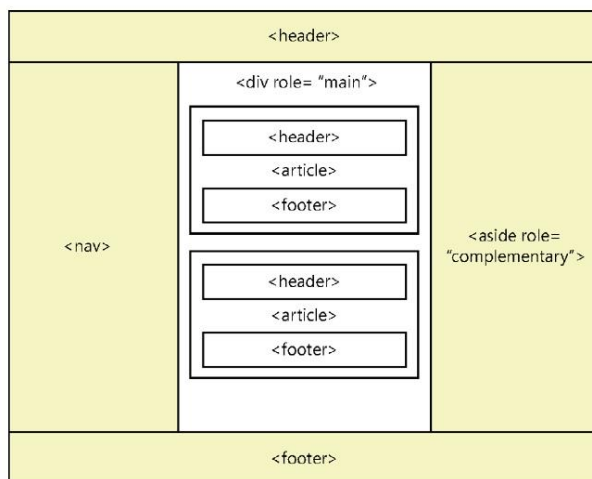 <header>
<div role= “main”>
<header>
<article>
<footer>
<nav>
<aside role=
“complementary”>
<header>
<article>
<footer>
<footer>